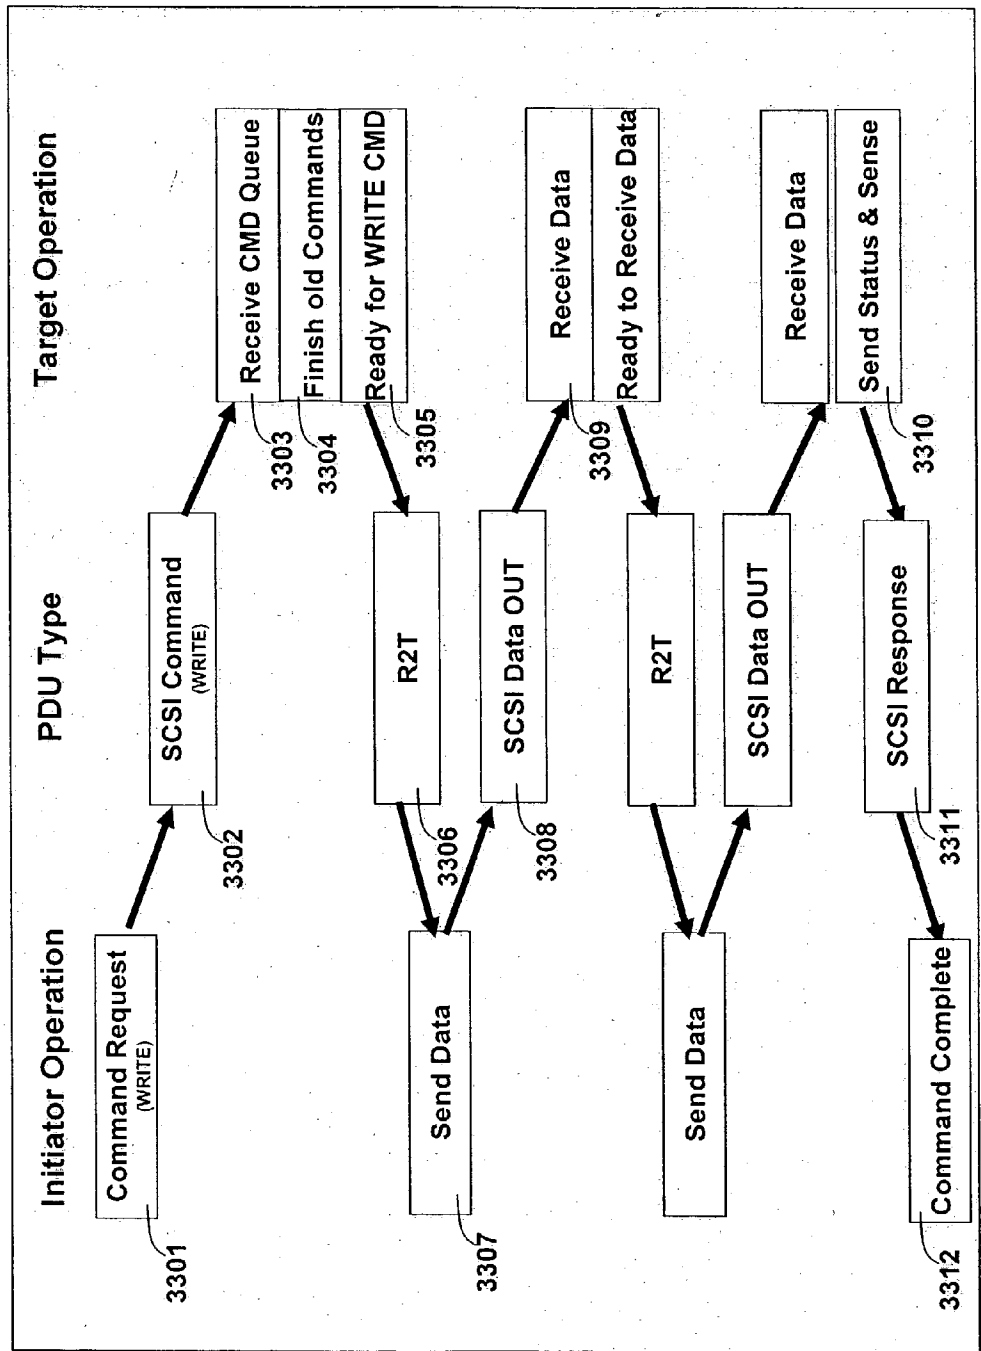 Initiator Operation
PDU Type
Target Operation
Command Request
(WRITE)
3301
SCSI Command
(WRITE)
3302
Receive CMD Queue
3303
Finish old Commands
3304
Ready for WRITE CMD
3305
R2T
3306
Send Data
3307
SCSI Data OUT
3308
Receive Data
3309
Ready to Receive Data
R2T
Send Data
SCSI Data OUT
Receive Data
Send Status & Sense
3310
SCSI Response
3311
Command Complete
3312